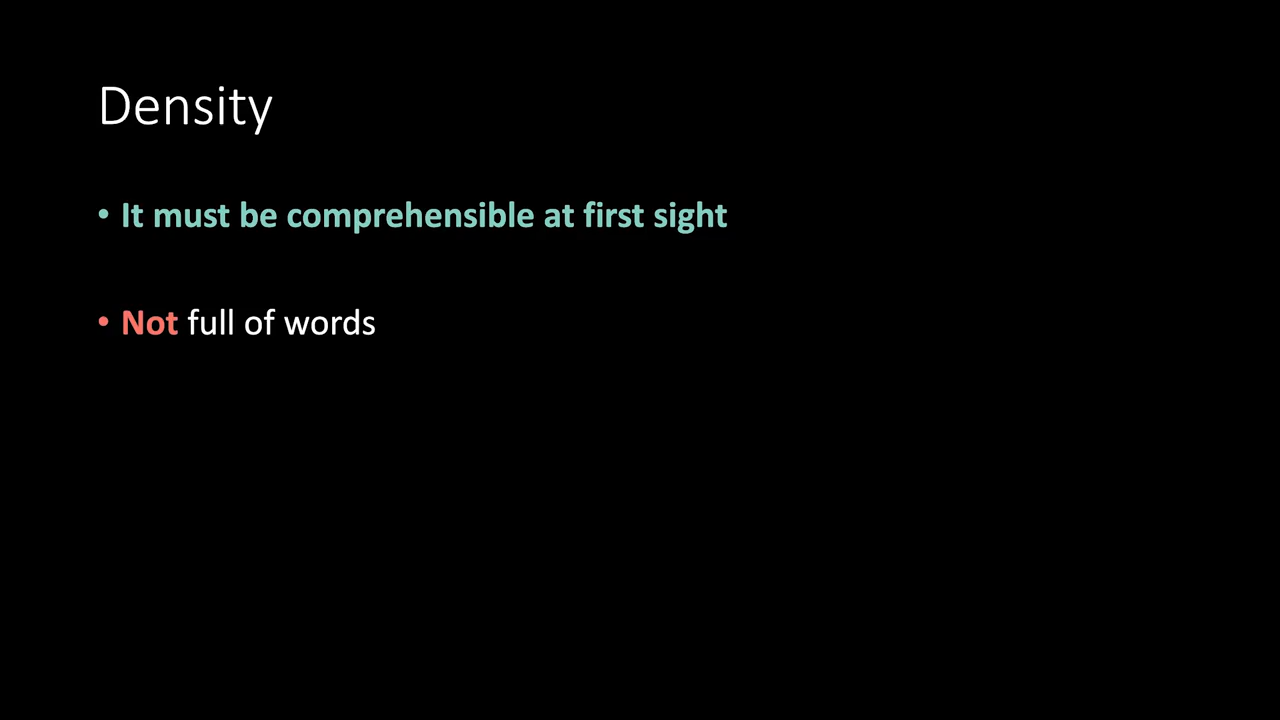 Density
• It must be comprehensible at first sight
• Not full of words